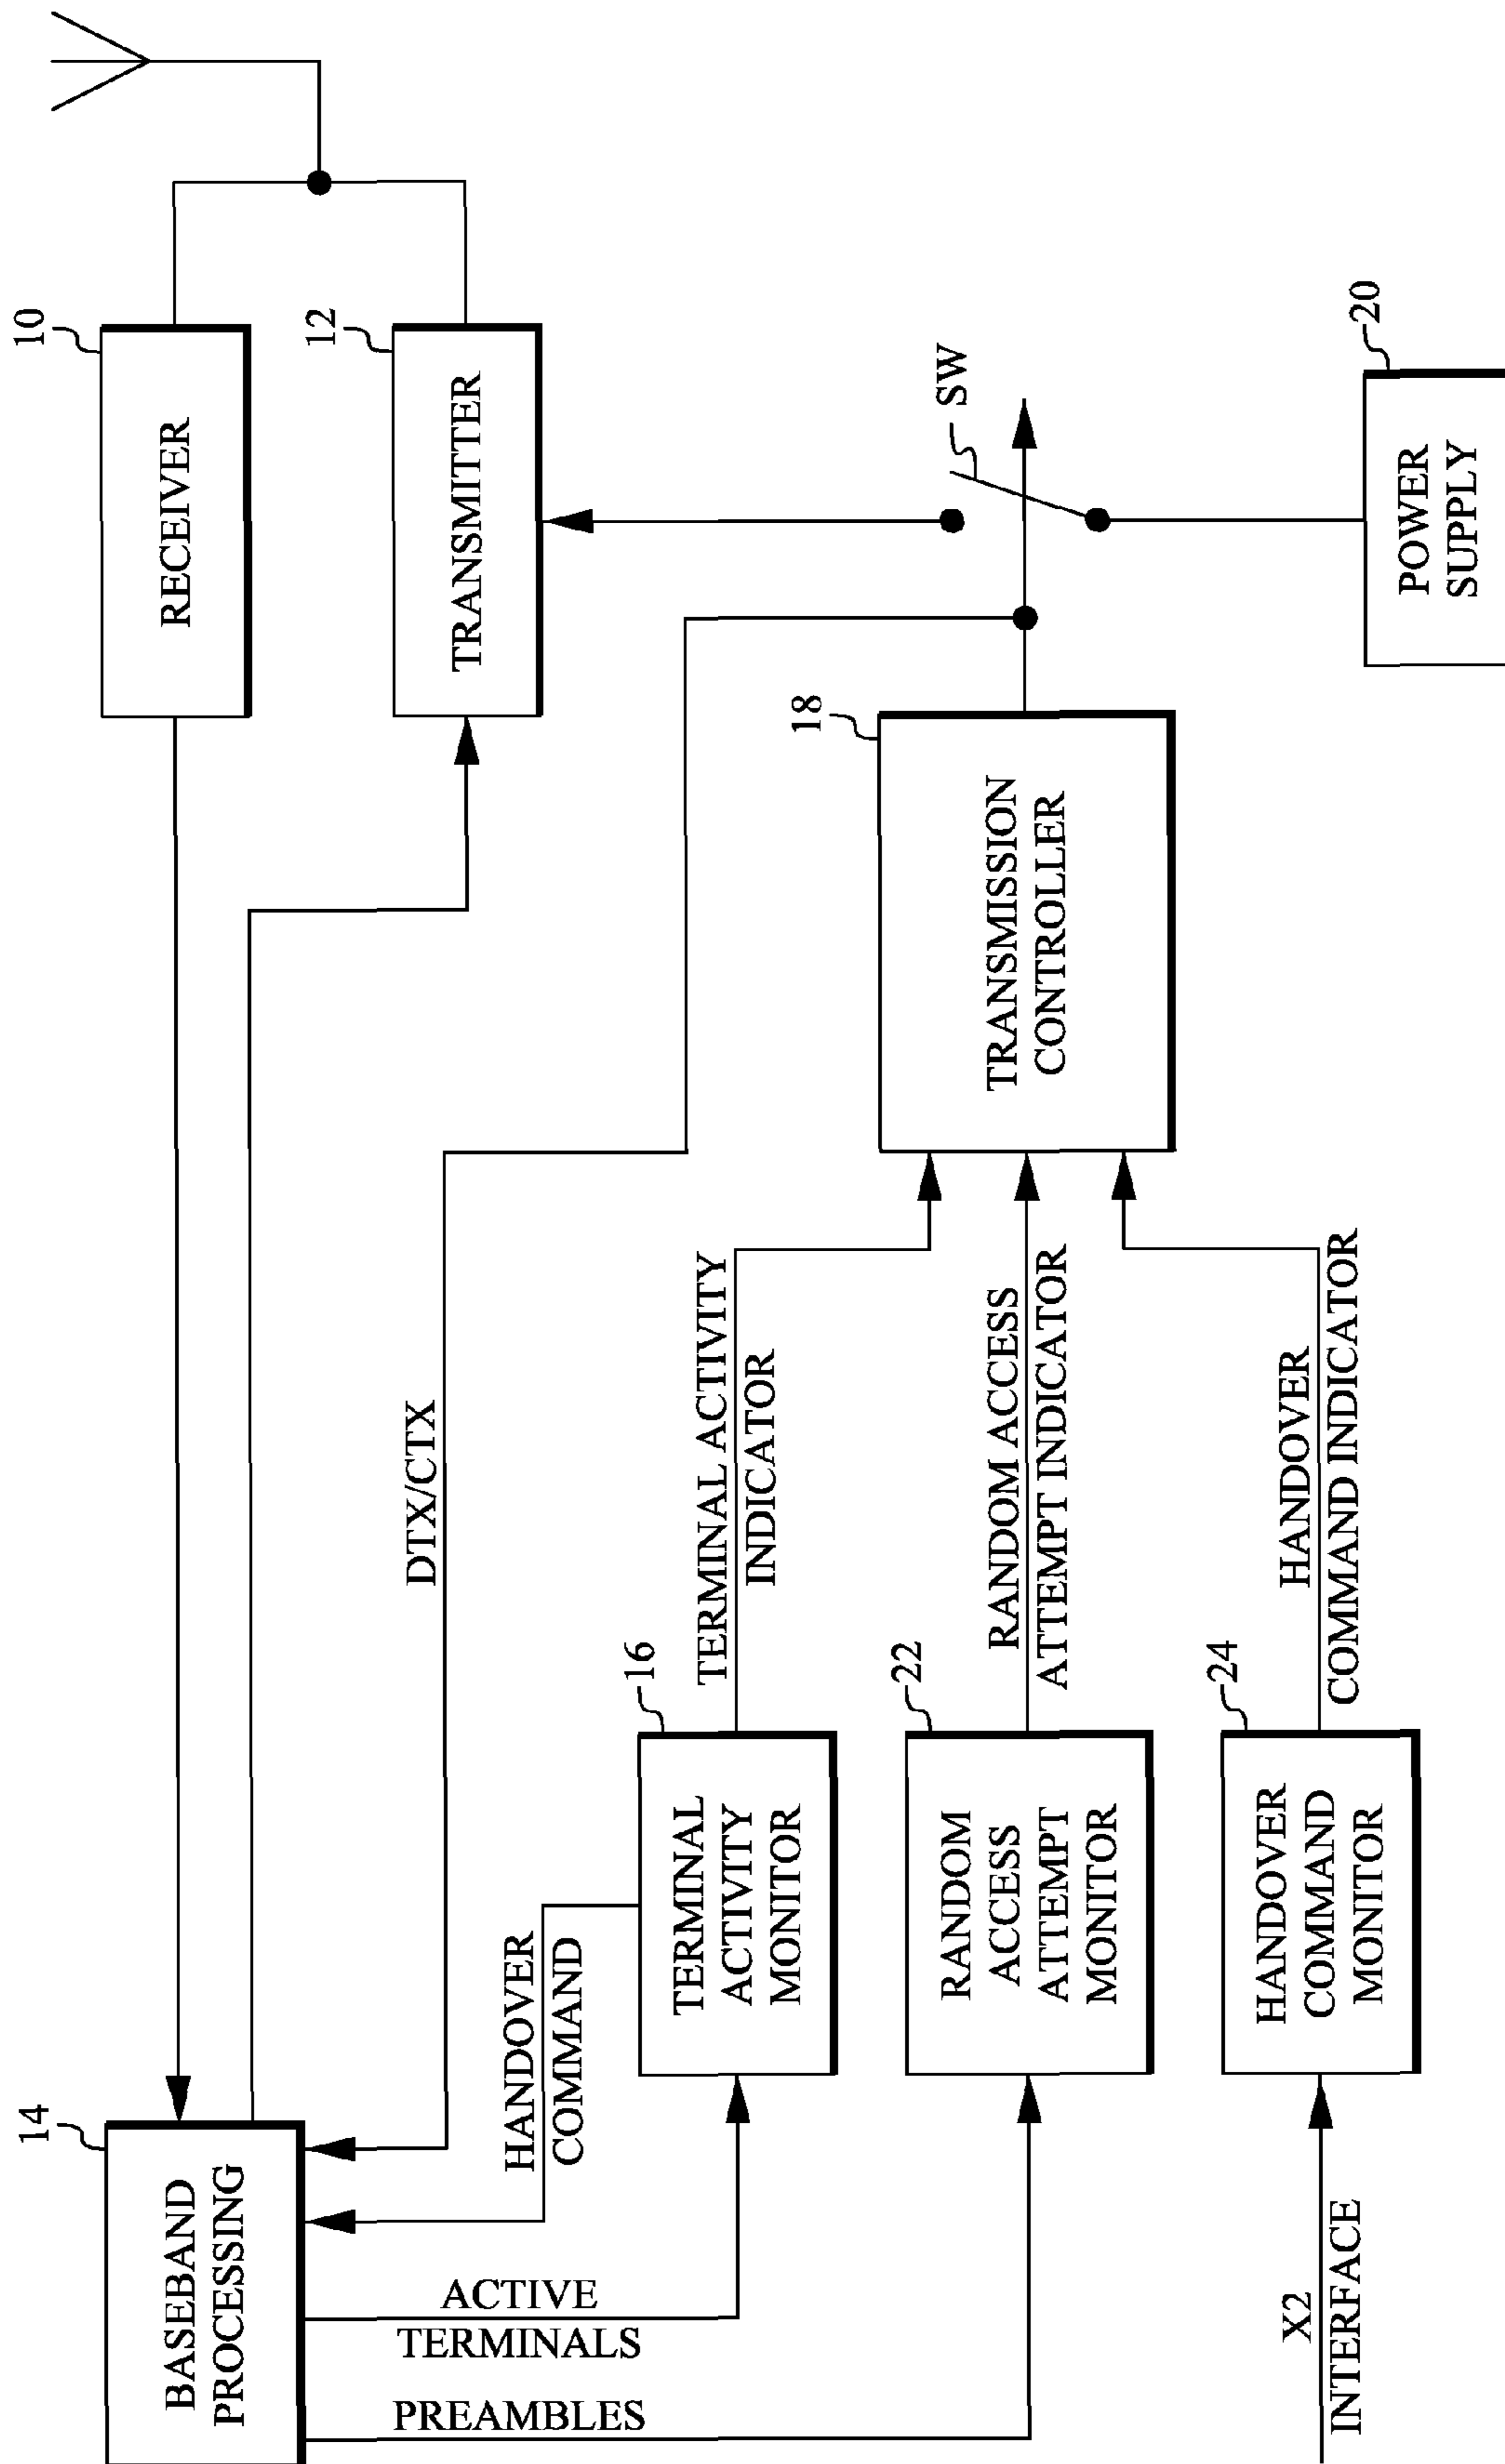 14
BASEBAND
PROCESSING
10
RECEIVER
12
TRANSMITTER
DTX/CTX
HANDOVER
COMMAND
ACTIVE
TERMINALS
PREAMBLES
16
TERMINAL
ACTIVITY
MONITOR
TERMINAL ACTIVITY
INDICATOR
22
RANDOM
ACCESS
ATTEMPT
MONITOR
RANDOM ACCESS
ATTEMPT INDICATOR
18
TRANSMISSION
CONTROLLER
SW
X2
INTERFACE
24
HANDOVER
COMMAND
MONITOR
HANDOVER
COMMAND INDICATOR
20
POWER
SUPPLY